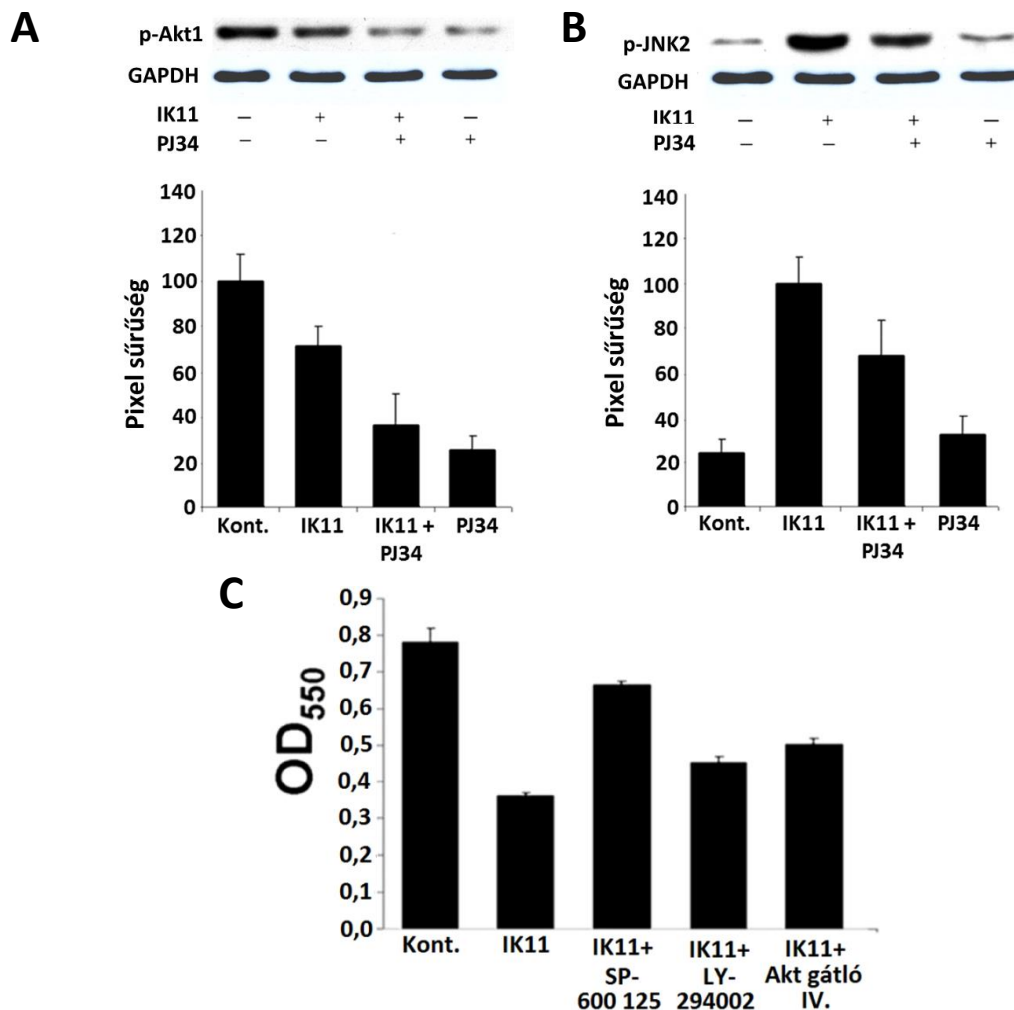 A
p-Akt1
GAPDH
IK11 – + + –
PJ34 – – + +
140
120
100
80
60
40
20
0
Pixel sűrűség
Kont. IK11 IK11 + PJ34
PJ34
B
p-JNK2
GAPDH
IK11 – + + –
PJ34 – – + +
140
120
100
80
60
40
20
0
Pixel sűrűség
Kont. IK11 IK11 + PJ34
PJ34
C
0,9
0,8
0,7
0,6
0,5
0,4
0,3
0,2
0,1
0,0
OD550
Kont. IK11 IK11+ IK11+ IK11+
SP- LY- Akt gátló
600 125 294002 IV.